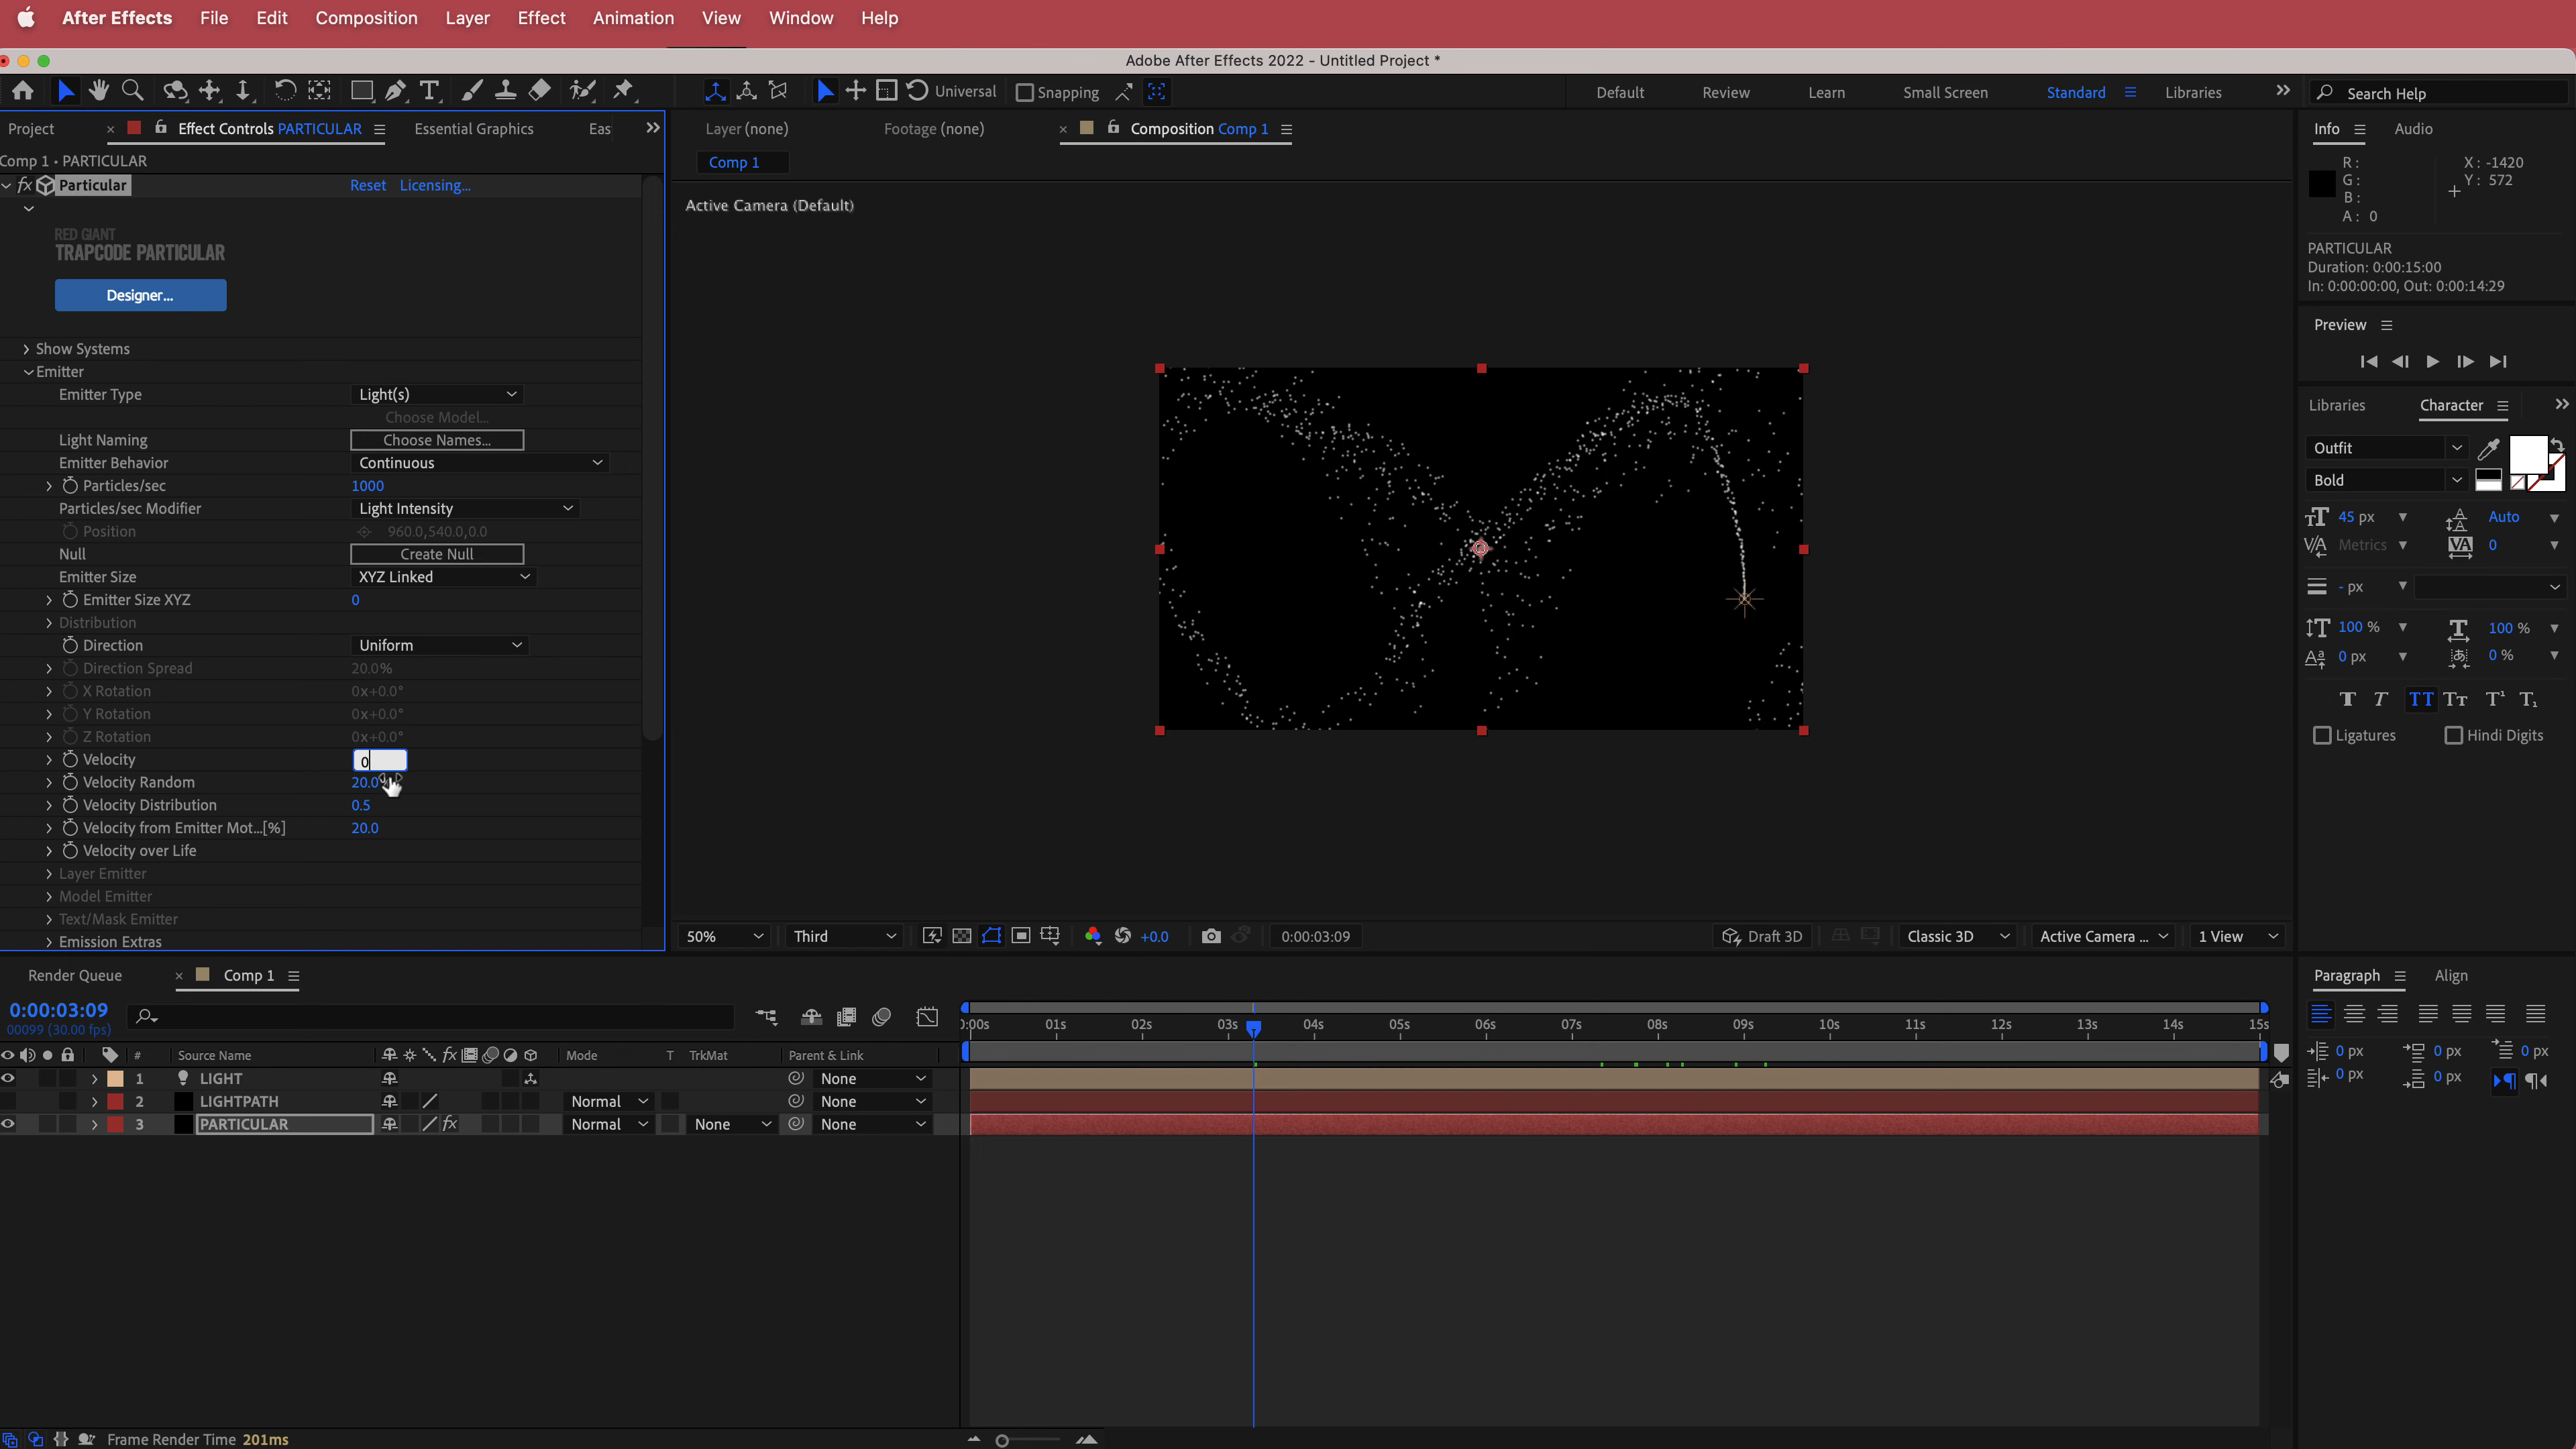 After Effects File Edit Composition Layer Effect Animation View Window Help
Adobe After Effects 2022 - Untitled Project *
Universal Snapping Default Review Learn Small Screen Standard Libraries Search Help
Project Effect Controls PARTICULAR Essential Graphics Eas
Comp 1 • PARTICULAR
fx Particular Reset Licensing...
RED GIANT
TRAPCODE PARTICULAR
Designer...
Show Systems
Emitter
Emitter Type Light(s)
Choose Model...
Light Naming Choose Names...
Emitter Behavior Continuous
Particles/sec 1000
Particles/sec Modifier Light Intensity
Position 960.0,540.0,0.0
Null Create Null
Emitter Size XYZ Linked
Emitter Size XYZ 0
Distribution
Direction Uniform
Direction Spread 20.0%
X Rotation 0x+0.0°
Y Rotation 0x+0.0°
Z Rotation 0x+0.0°
Velocity 0
Velocity Random 20.0
Velocity Distribution 0.5
Velocity from Emitter Mot...[%] 20.0
Velocity over Life
Layer Emitter
Model Emitter
Text/Mask Emitter
Emission Extras
Layer (none) Footage (none) Composition Comp 1
Comp 1
Active Camera (Default)
50% Third +0.0 0:00:03:09 Draft 3D Classic 3D Active Camera ... 1 View
Info Audio
R: X: -1420
G: Y: 572
B:
A: 0
PARTICULAR
Duration: 0:00:15:00
In: 0:00:00:00, Out: 0:00:14:29
Preview
Libraries Character
Outfit
Bold
45 px Auto
Metrics 0
- px
100 % 100 %
0 px 0 %
T T TT Tt T¹ T₁
Ligatures Hindi Digits
Render Queue Comp 1
0:00:03:09
00099 (30.00 fps)
:00s 01s 02s 03s 04s 05s 06s 07s 08s 09s 10s 11s 12s 13s 14s 15s
# Source Name fx Mode T TrkMat Parent & Link
1 LIGHT None
2 LIGHTPATH Normal None
3 PARTICULAR fx Normal None None
Paragraph Align
0 px 0 px 0 px
0 px 0 px
Frame Render Time 201ms